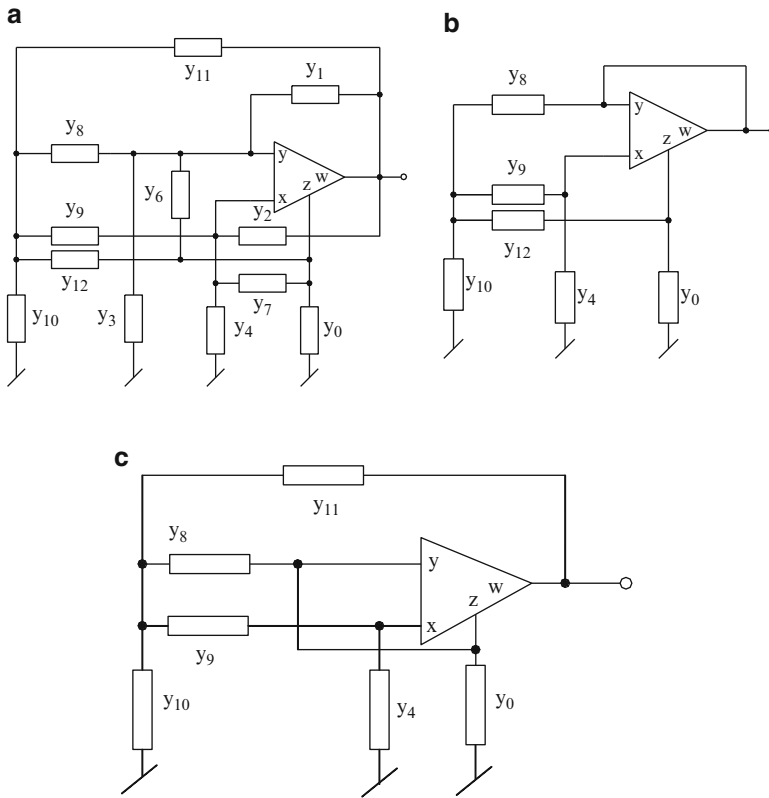 a
y₁₁
y₁
y₈
y
w
z
x
y₆
y₉
y₂
y₁₂
y₇
y₁₀
y₃
y₄
y₀
b
y₈
y
w
z
x
y₉
y₁₂
y₁₀
y₄
y₀
c
y₁₁
y₈
y
w
z
x
y₉
y₁₀
y₄
y₀